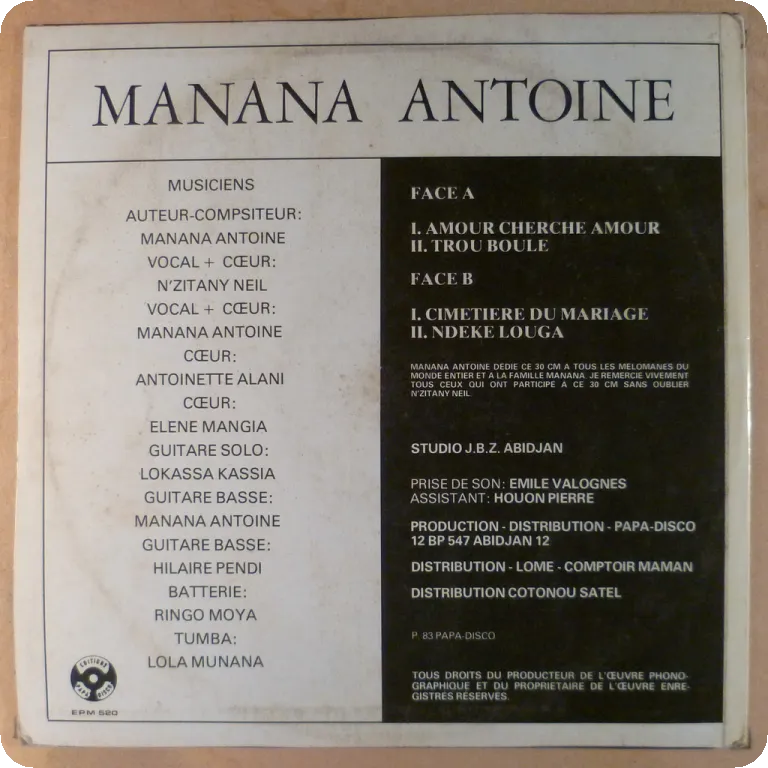 MANANA ANTOINE
MUSICIENS
AUTEUR-COMPSITEUR:
MANANA ANTOINE
VOCAL + CŒUR:
N'ZITANY NEIL
VOCAL + CŒUR:
MANANA ANTOINE
CŒUR:
ANTOINETTE ALANI
CŒUR:
ELENE MANGIA
GUITARE SOLO:
LOKASSA KASSIA
GUITARE BASSE:
MANANA ANTOINE
GUITARE BASSE:
HILAIRE PENDI
BATTERIE:
RINGO MOYA
TUMBA:
LOLA MUNANA
EDITIONS
PAPA DISCO
EPM 520
FACE A
I. AMOUR CHERCHE AMOUR
II. TROU BOULE
FACE B
I. CIMETIERE DU MARIAGE
II. NDEKE LOUGA
MANANA ANTOINE DÉDIE CE 30 CM A TOUS LES MELOMANES DU
MONDE ENTIER ET A LA FAMILLE MANANA. JE REMERCIE VIVEMENT
TOUS CEUX QUI ONT PARTICIPE A CE 30 CM SANS OUBLIER
N'ZITANY NEIL.
STUDIO J.B.Z. ABIDJAN
PRISE DE SON: EMILE VALOGNES
ASSISTANT: HOUON PIERRE
PRODUCTION - DISTRIBUTION - PAPA-DISCO
12 BP 547 ABIDJAN 12
DISTRIBUTION - LOME - COMPTOIR MAMAN
DISTRIBUTION COTONOU SATEL
P. 83 PAPA-DISCO
TOUS DROITS DU PRODUCTEUR DE L'ŒUVRE PHONO-
GRAPHIQUE ET DU PROPRIETAIRE DE L'ŒUVRE ENRE-
GISTRES RESERVES.